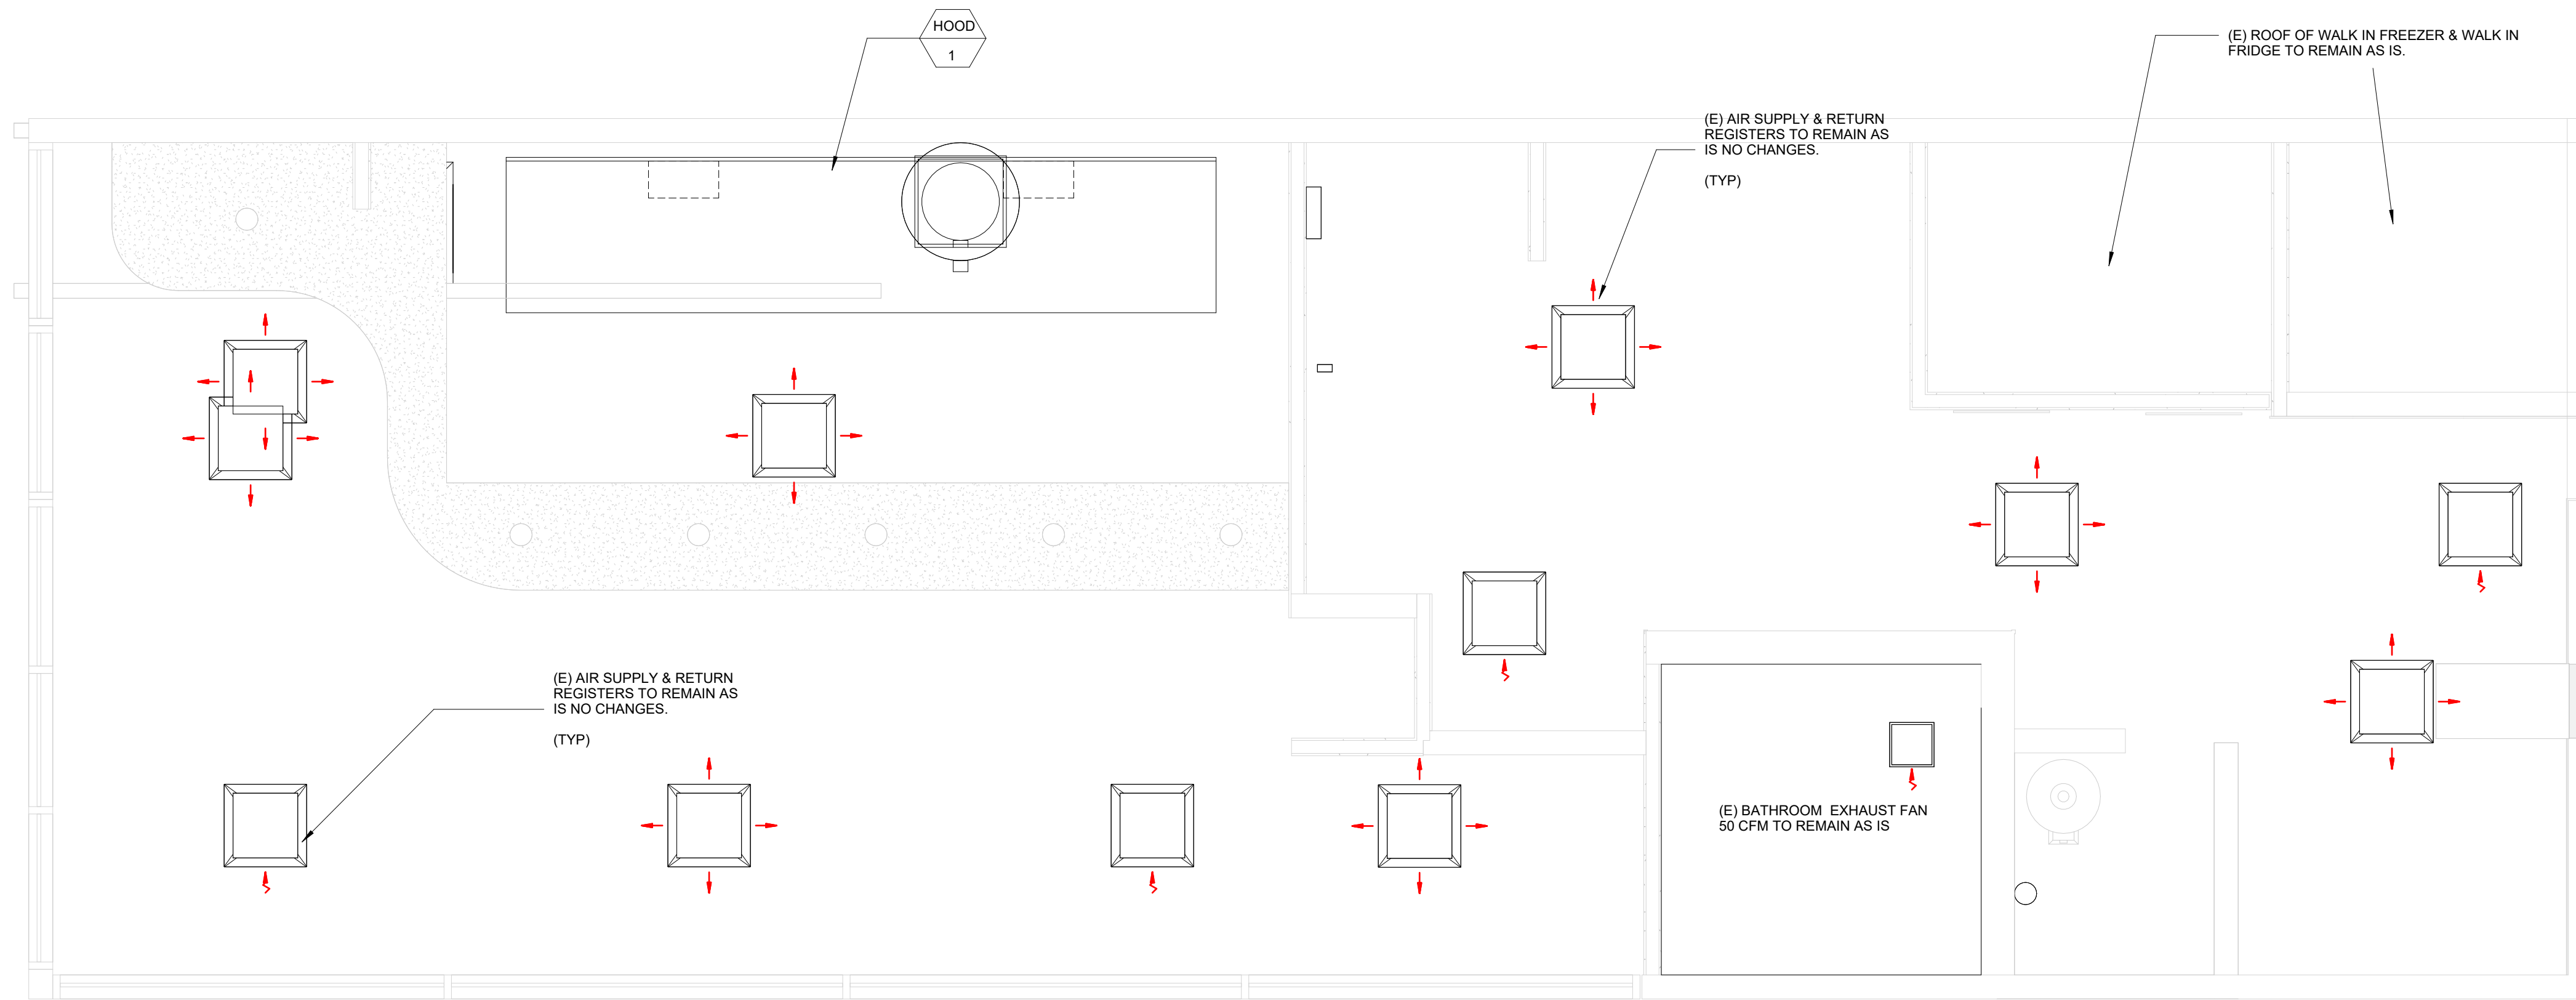 HOOD
1
(E) ROOF OF WALK IN FREEZER & WALK IN
FRIDGE TO REMAIN AS IS.
(E) AIR SUPPLY & RETURN
REGISTERS TO REMAIN AS
IS NO CHANGES.
(TYP)
(E) AIR SUPPLY & RETURN
REGISTERS TO REMAIN AS
IS NO CHANGES.
(TYP)
(E) BATHROOM  EXHAUST FAN
50 CFM TO REMAIN AS IS